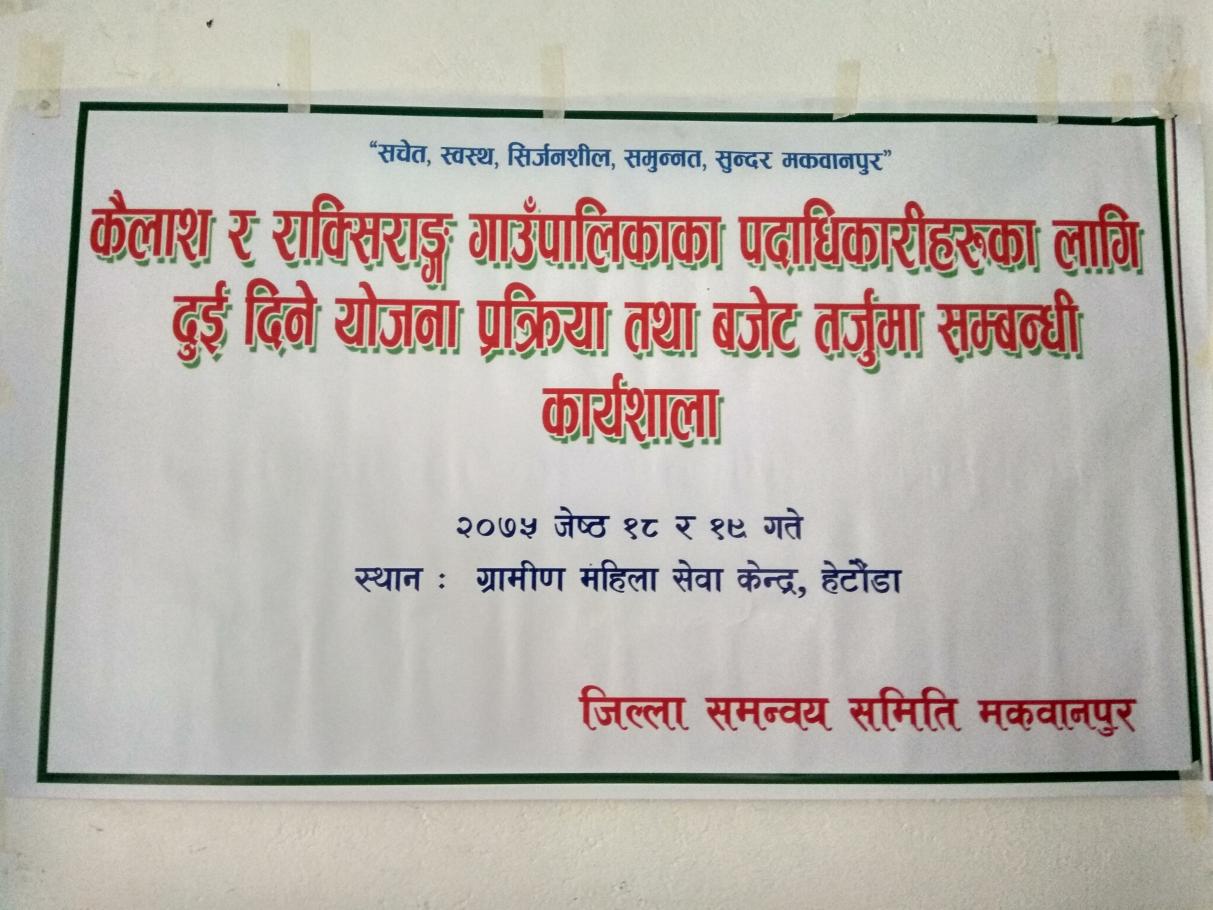 “सचेत, स्वस्थ, सिर्जनशील, समुन्नत, सुन्दर मकवानपुर”
कैलाश र राक्सिराङ्ग गाउँपालिकाका पदाधिकारीहरूका लागि
दुई दिने योजना प्रक्रिया तथा बजेट तर्जुमा सम्बन्धी
कार्यशाला
२०७५ जेष्ठ १८ र १९ गते
स्थान : ग्रामीण महिला सेवा केन्द्र, हेटौंडा
जिल्ला समन्वय समिति मकवानपुर